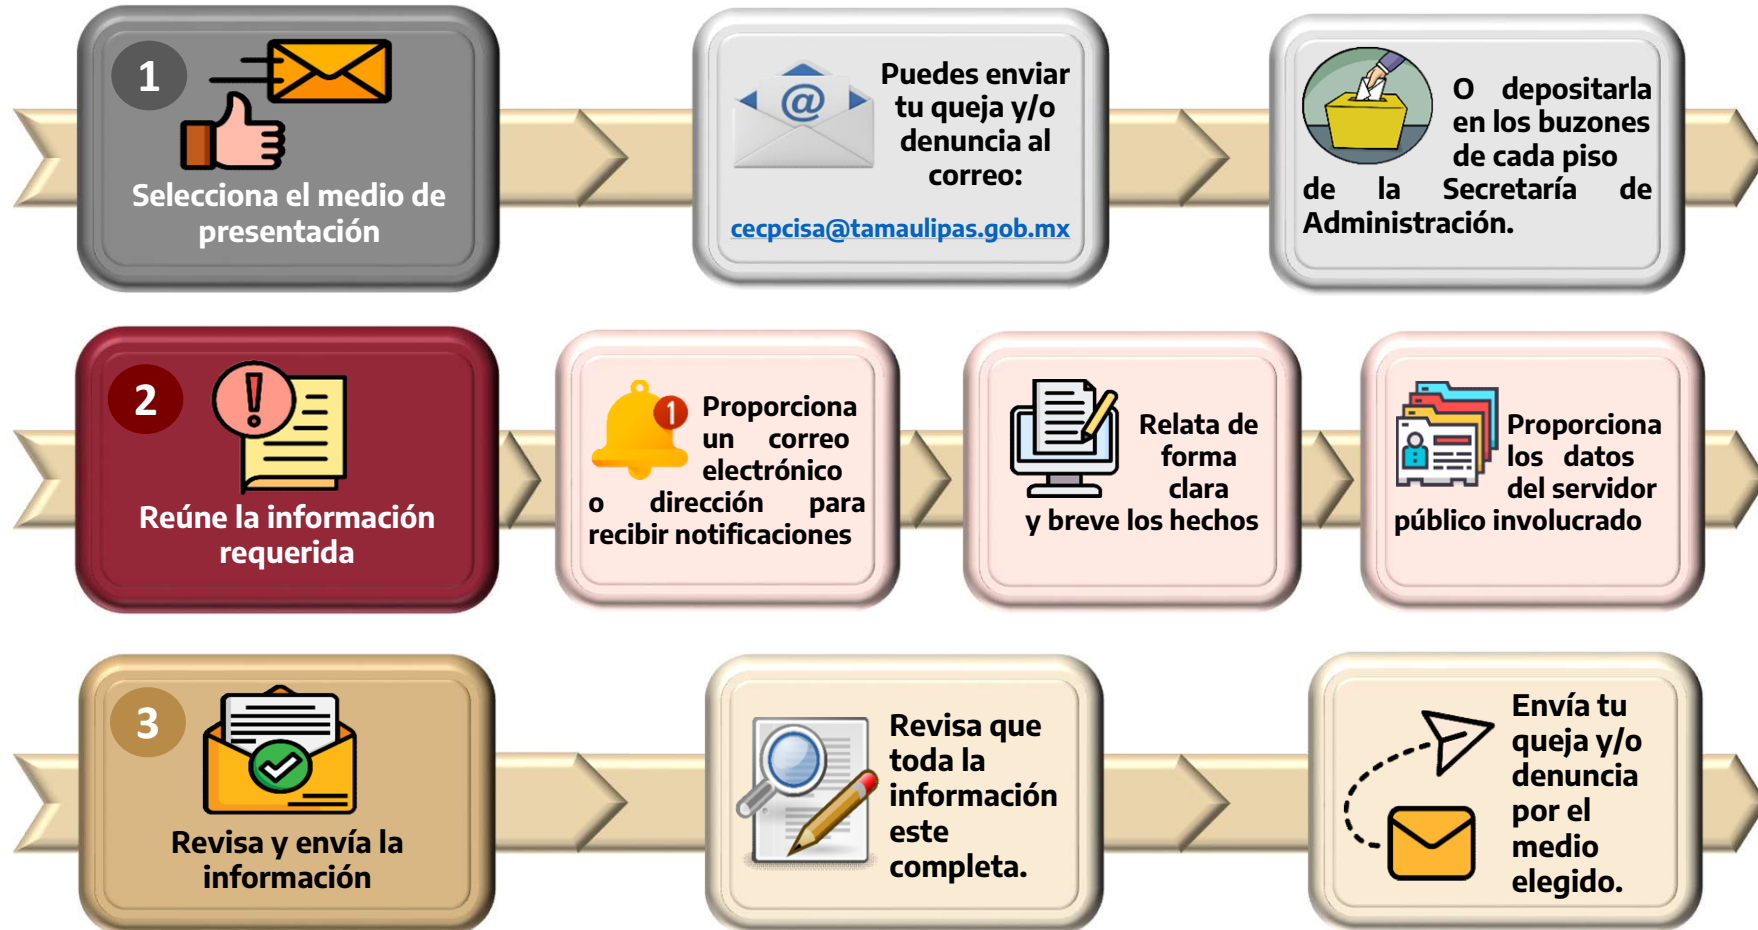 1
Selecciona el medio de
presentación
Puedes enviar
tu queja y/o
denuncia al
correo:
cecpcisa@tamaulipas.gob.mx
O depositarla
en los buzones
de cada piso
de la Secretaría de
Administración.
2
Reúne la información
requerida
1
Proporciona
un correo
electrónico
o dirección para
recibir notificaciones
Relata de
forma
clara
y breve los hechos
Proporciona
los datos
del servidor
público involucrado
3
Revisa y envía la
información
Revisa que
toda la
información
este
completa.
Envía tu
queja y/o
denuncia
por el
medio
elegido.